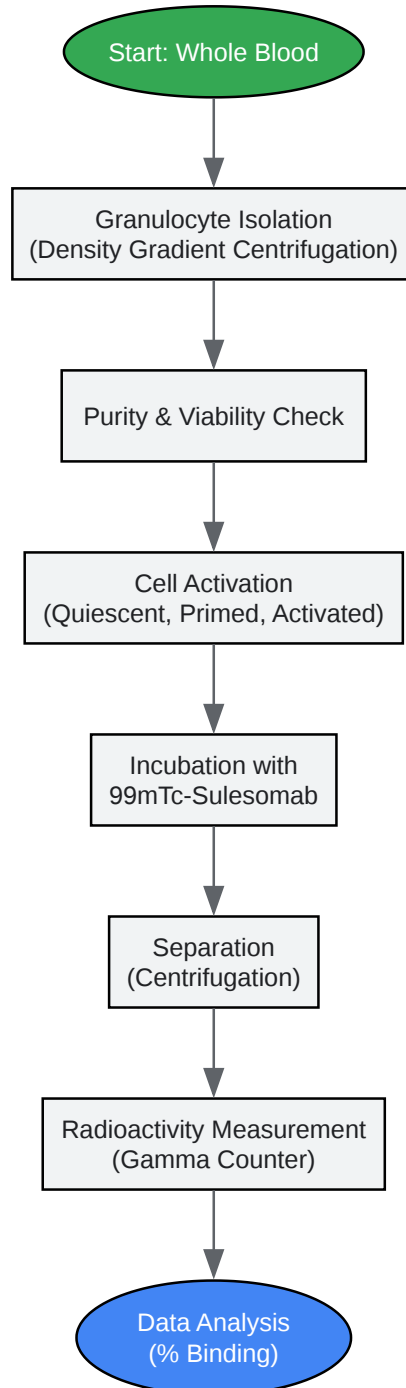 Start: Whole Blood
Granulocyte Isolation
(Density Gradient Centrifugation)
Purity & Viability Check
Cell Activation
(Quiescent, Primed, Activated)
Incubation with
99mTc-Sulesomab
Separation
(Centrifugation)
Radioactivity Measurement
(Gamma Counter)
Data Analysis
(% Binding)